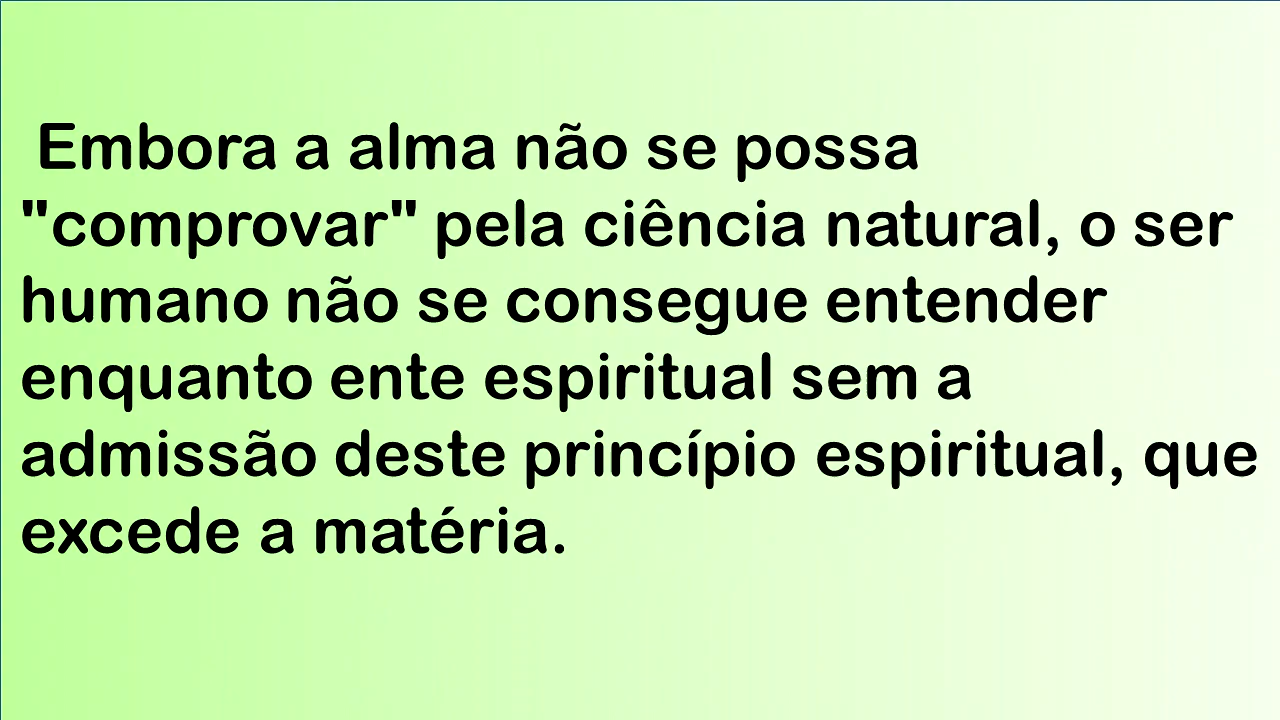 Embora a alma não se possa
"comprovar" pela ciência natural, o ser
humano não se consegue entender
enquanto ente espiritual sem a
admissão deste princípio espiritual, que
excede a matéria.